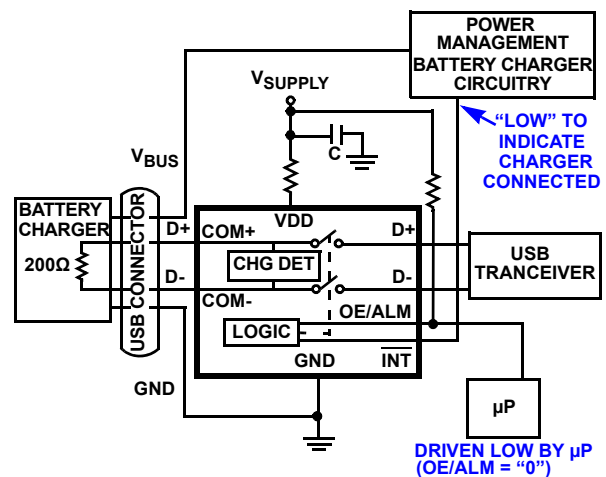 POWER
MANAGEMENT
BATTERY CHARGER
CIRCUITRY
VSUPPLY
"LOW" TO
INDICATE
CHARGER
CONNECTED
C
VBUS
BATTERY
CHARGER
200Ω
USB CONNECTOR
D+
D-
GND
VDD
COM+
COM-
CHG DET
LOGIC
D+
D-
OE/ALM
GND
INT
USB
TRANCEIVER
µP
DRIVEN LOW BY µP
(OE/ALM = "0")